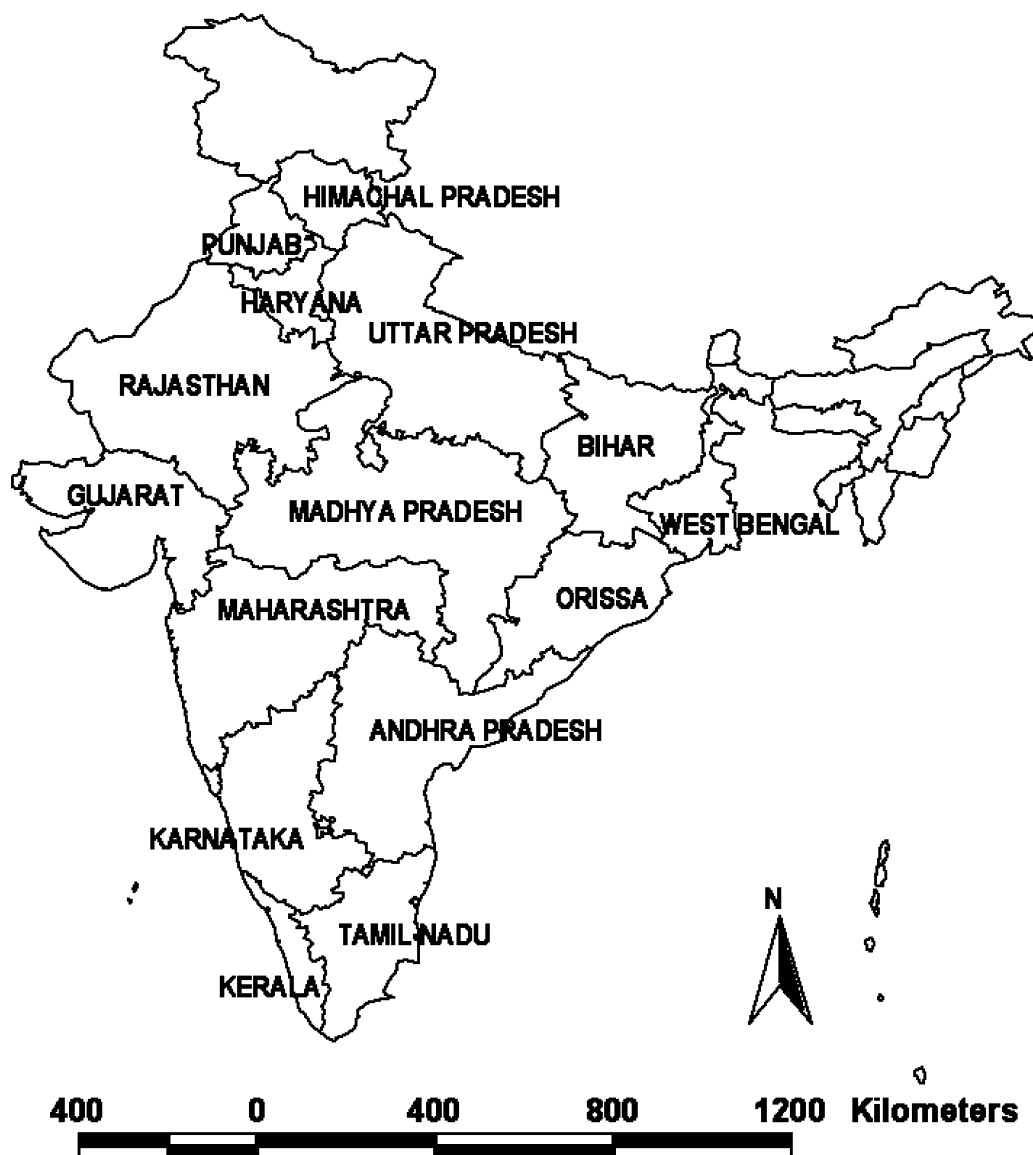 HIMACHAL PRADESH
PUNJAB
HARYANA
UTTAR PRADESH
RAJASTHAN
BIHAR
GUJARAT
MADHYA PRADESH
WEST BENGAL
ORISSA
MAHARASHTRA
ANDHRA PRADESH
KARNATAKA
N
TAMIL NADU
KERALA
400 0 400 800 1200 Kilometers